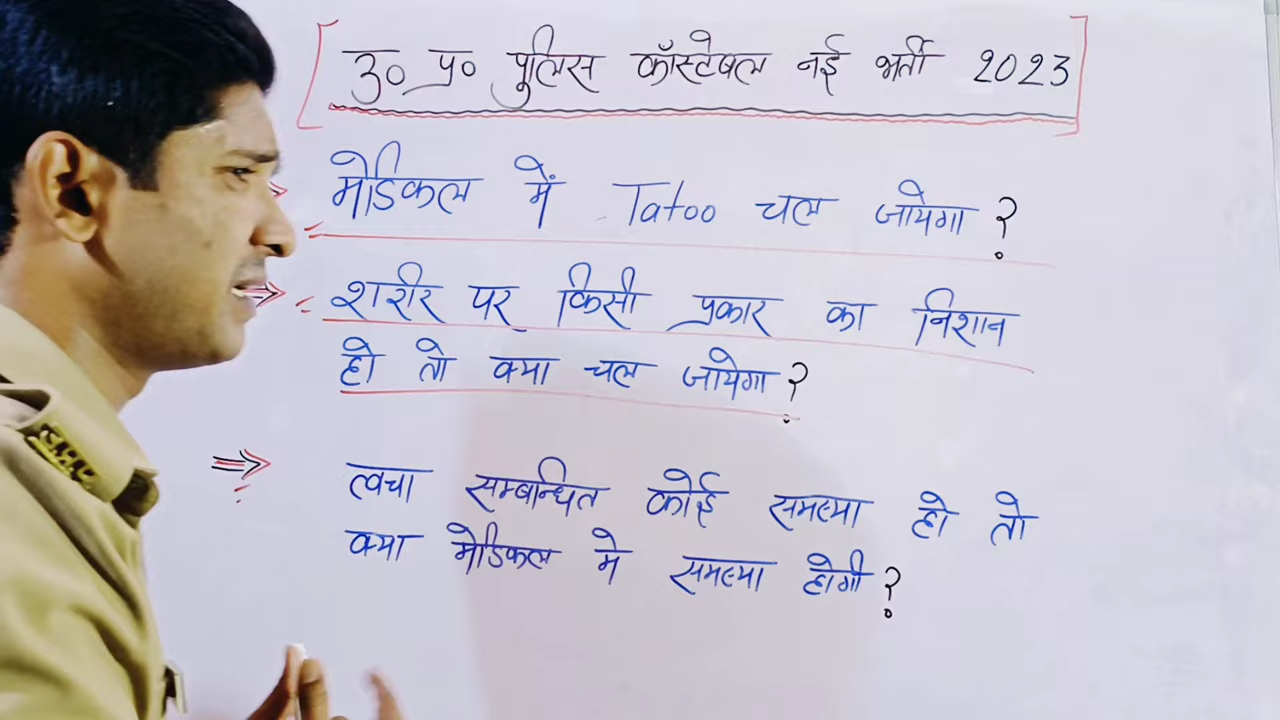 उ० प्र० पुलिस कॉस्टेबल नई भर्ती 2023
मेडिकल में Tatoo चल जायेगा ?
शरीर पर किसी प्रकार का निशान
हो तो क्या चल जायेगा ?
त्वचा सम्बन्धित कोई समस्या हो तो
क्या मेडिकल मे समस्या होगी ?
उ.प्र.पु